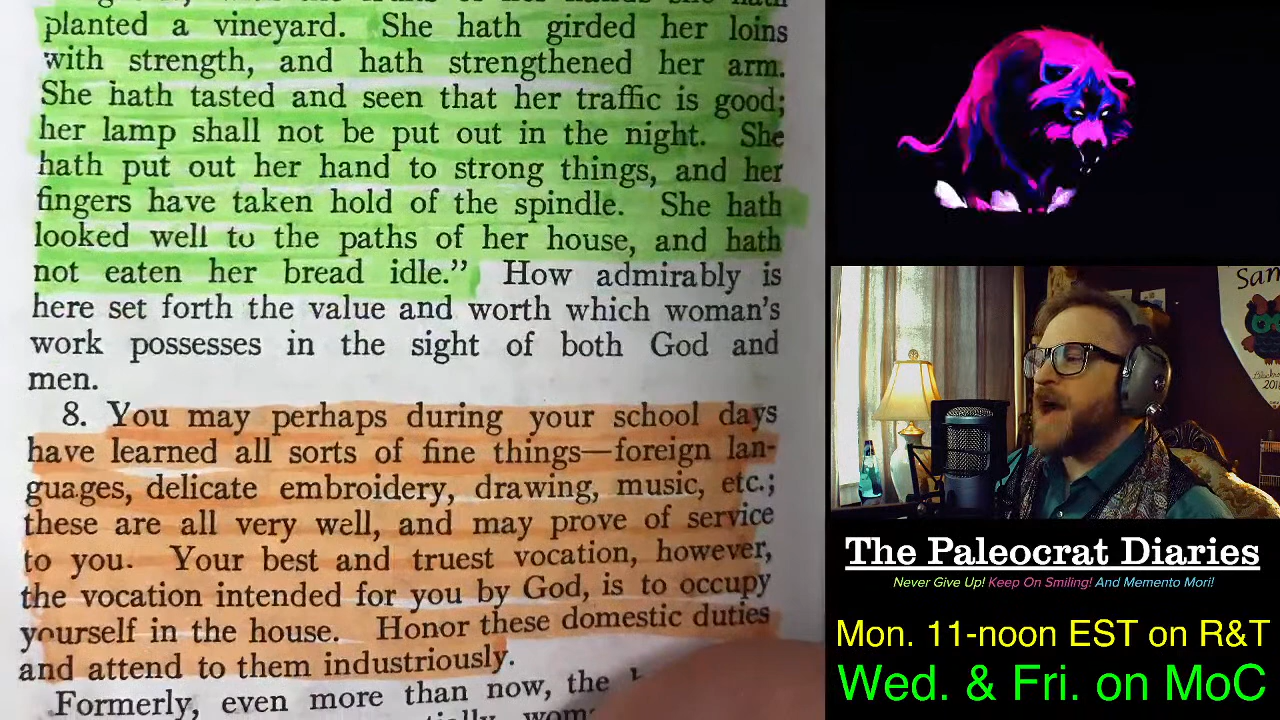 planted a vineyard. She hath girded her loins
with strength, and hath strengthened her arm.
She hath tasted and seen that her traffic is good;
her lamp shall not be put out in the night. She
hath put out her hand to strong things, and her
fingers have taken hold of the spindle. She hath
looked well to the paths of her house, and hath
not eaten her bread idle.” How admirably is
here set forth the value and worth which woman’s
work possesses in the sight of both God and
men.
8. You may perhaps during your school days
have learned all sorts of fine things—foreign lan-
guages, delicate embroidery, drawing, music, etc.;
these are all very well, and may prove of service
to you. Your best and truest vocation, however,
the vocation intended for you by God, is to occupy
yourself in the house. Honor these domestic duties
and attend to them industriously.
Formerly, even more than now, the
San
201
The Paleocrat Diaries
Never Give Up! Keep On Smiling! And Memento Mori!
Mon. 11-noon EST on R&T
Wed. & Fri. on MoC